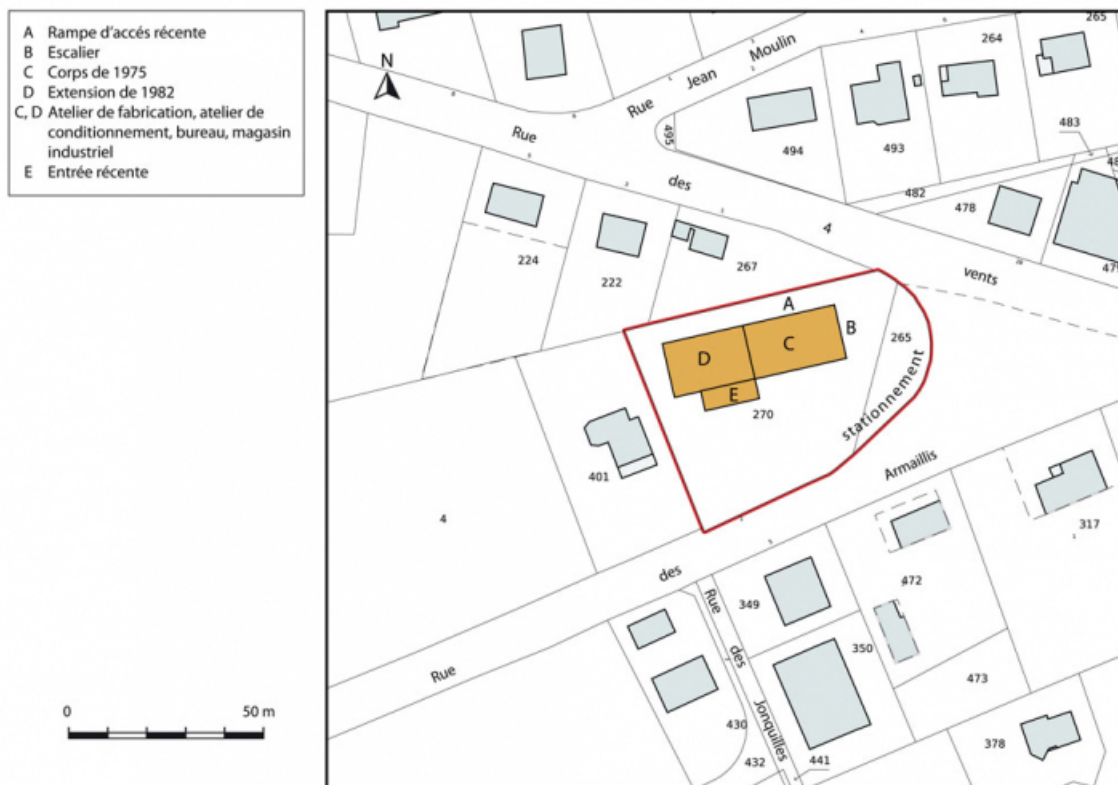 A Rampe d'accés récente
B Escalier
C Corps de 1975
D Extension de 1982
C, D Atelier de fabrication, atelier de
conditionnement, bureau, magasin
industriel
E Entrée récente
N
Rue Jean Moulin
Rue des 4 vents
265
264
483
495
494
493
482
478
479
224
222
267
A
B
C
D
E
265
stationnement
270
401
4
Rue des Armaillis
317
472
349
350
Rue des Jonquilles
473
430
432
441
378
0 50 m